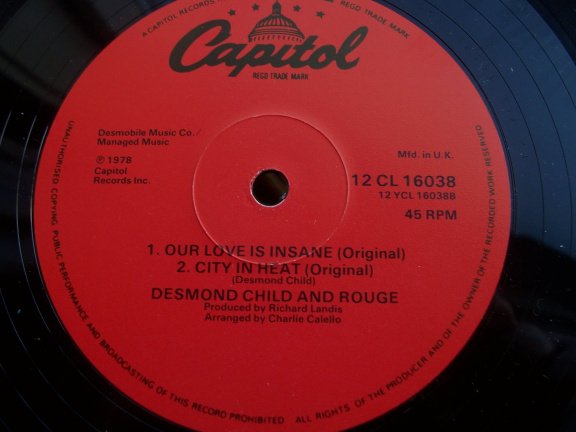 A CAPITOL RECORDS
REGD TRADE MARK
Capitol
REGD TRADE MARK
Desmobile Music Co./
Managed Music
℗ 1978
Capitol
Records Inc.
Mfd. in U.K.
12 CL 16038
12 YCL 16038B
45 RPM
1. OUR LOVE IS INSANE (Original)
2. CITY IN HEAT (Original)
(Desmond Child)
DESMOND CHILD AND ROUGE
Produced by Richard Landis
Arranged by Charlie Calello
UNAUTHORISED COPYING PUBLIC PERFORMANCE AND BROADCASTING OF THIS RECORD PROHIBITED ALL RIGHTS OF THE PRODUCER AND OF THE OWNER OF THE RECORDED WORK RESERVED